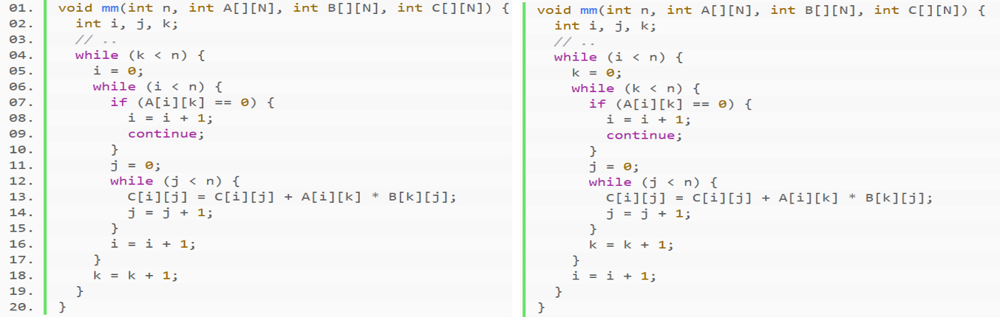 01. void mm(int n, int A[][N], int B[][N], int C[][N]) {
02. int i, j, k;
03. // ..
04. while (k < n) {
05. i = 0;
06. while (i < n) {
07. if (A[i][k] == 0) {
08. i = i + 1;
09. continue;
10. }
11. j = 0;
12. while (j < n) {
13. C[i][j] = C[i][j] + A[i][k] * B[k][j];
14. j = j + 1;
15. }
16. i = i + 1;
17. }
18. k = k + 1;
19. }
20. }
void mm(int n, int A[][N], int B[][N], int C[][N]) {
int i, j, k;
// ..
while (i < n) {
k = 0;
while (k < n) {
if (A[i][k] == 0) {
i = i + 1;
continue;
}
j = 0;
while (j < n) {
C[i][j] = C[i][j] + A[i][k] * B[k][j];
j = j + 1;
}
k = k + 1;
}
i = i + 1;
}
}